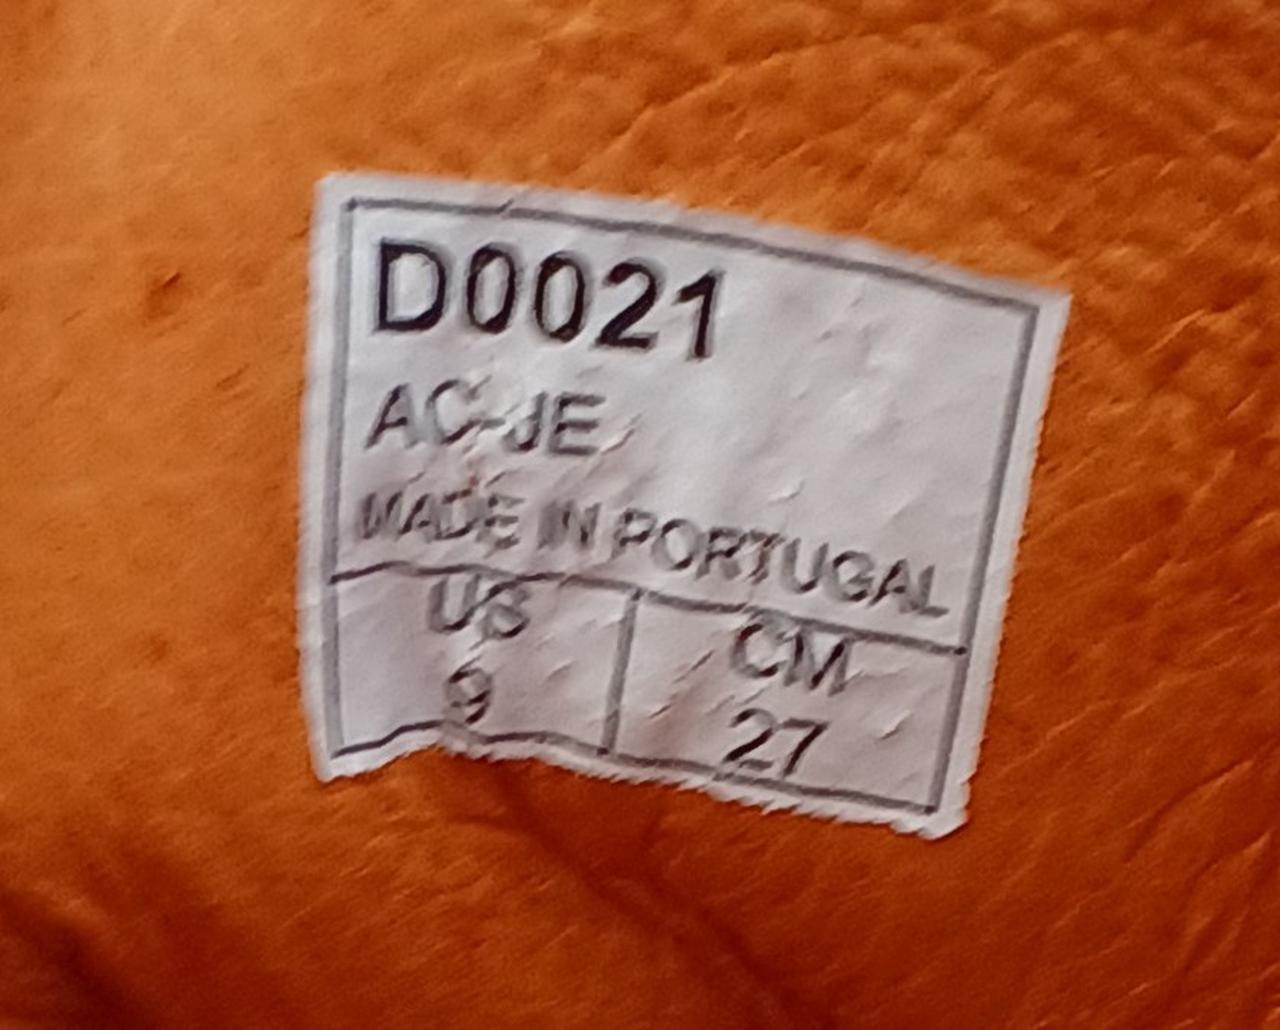 D0021
AC-JE
MADE IN PORTUGAL
US CM
9 27